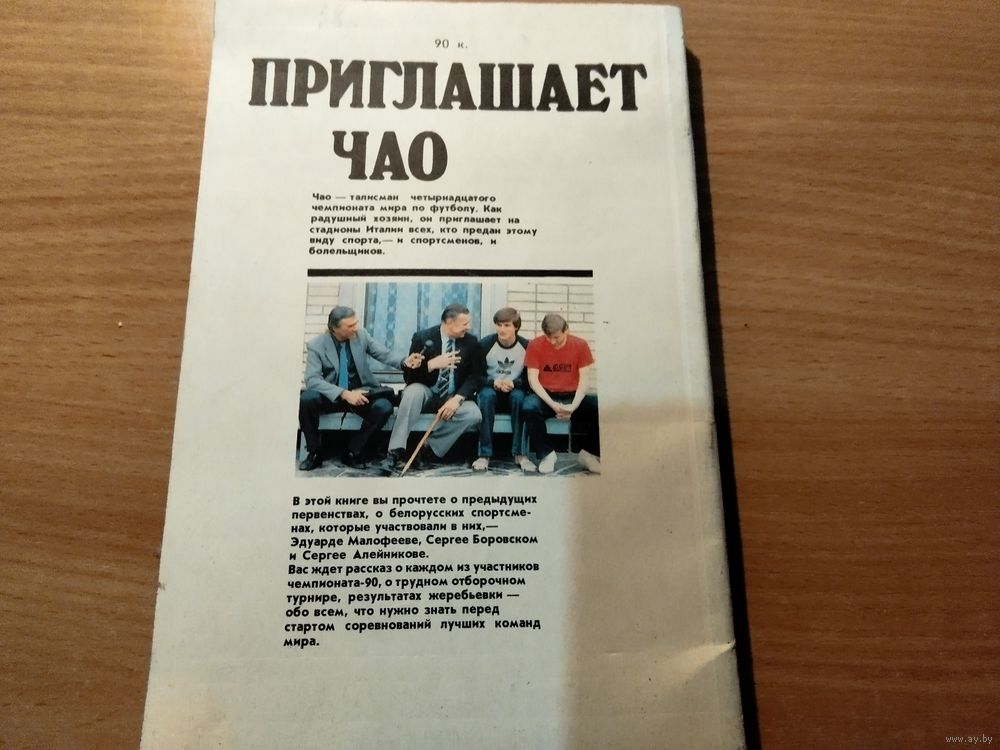 90 к.
ПРИГЛАШАЕТ
ЧАО
Чао — талисман четырнадцатого
чемпионата мира по футболу. Как
радушный хозяин, он приглашает на
стадионы Италии всех, кто предан этому
виду спорта,— и спортсменов, и
болельщиков.
В этой книге вы прочтете о предыдущих
первенствах, о белорусских спортсме-
нах, которые участвовали в них,—
Эдуарде Малофееве, Сергее Боровском
и Сергее Алейникове.
Вас ждет рассказ о каждом из участников
чемпионата-90, о трудном отборочном
турнире, результатах жеребьевки —
обо всем, что нужно знать перед
стартом соревнований лучших команд
мира.
www.ay.by